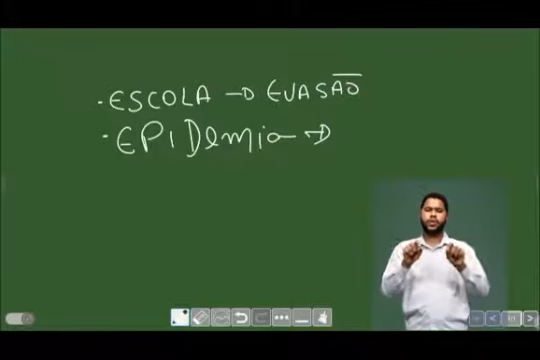 · ESCOLA → EVASÃO
· EPIDemia →